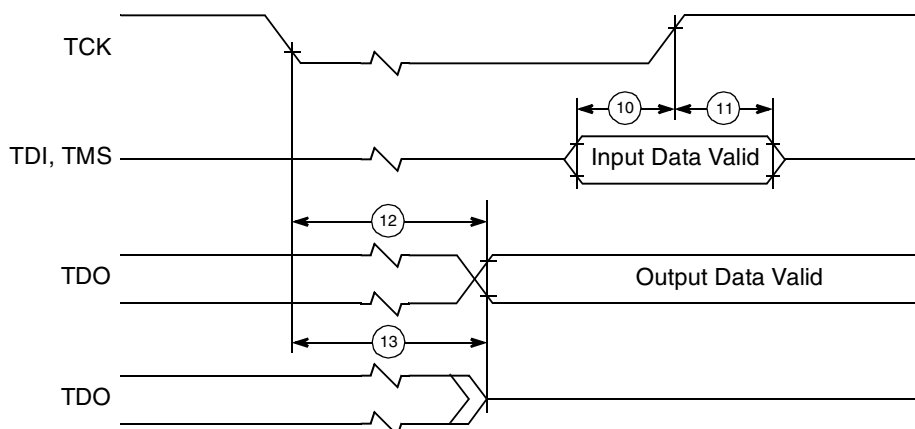 TCK
10
11
TDI, TMS
Input Data Valid
12
TDO
Output Data Valid
13
TDO